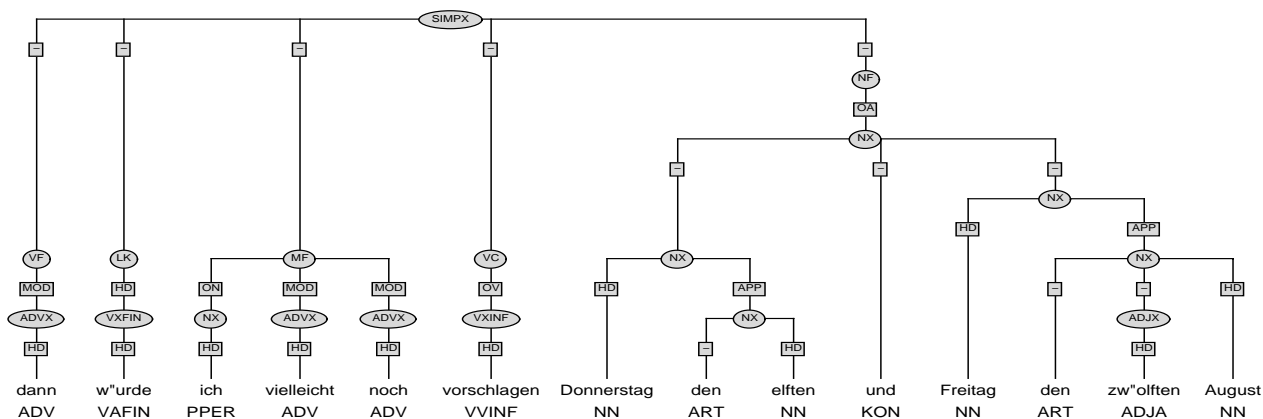 SIMPX
– – – – –
NF
OA
NX
– – –
NX
HD APP
VF LK MF VC NX NX
MOD HD ON MOD MOD OV HD APP – – HD
ADVX VXFIN NX ADVX ADVX VXINF NX ADJX
HD HD HD HD HD HD – HD HD
dann w"urde ich vielleicht noch vorschlagen Donnerstag den elften und Freitag den zw"olften August
ADV VAFIN PPER ADV ADV VVINF NN ART NN KON NN ART ADJA NN